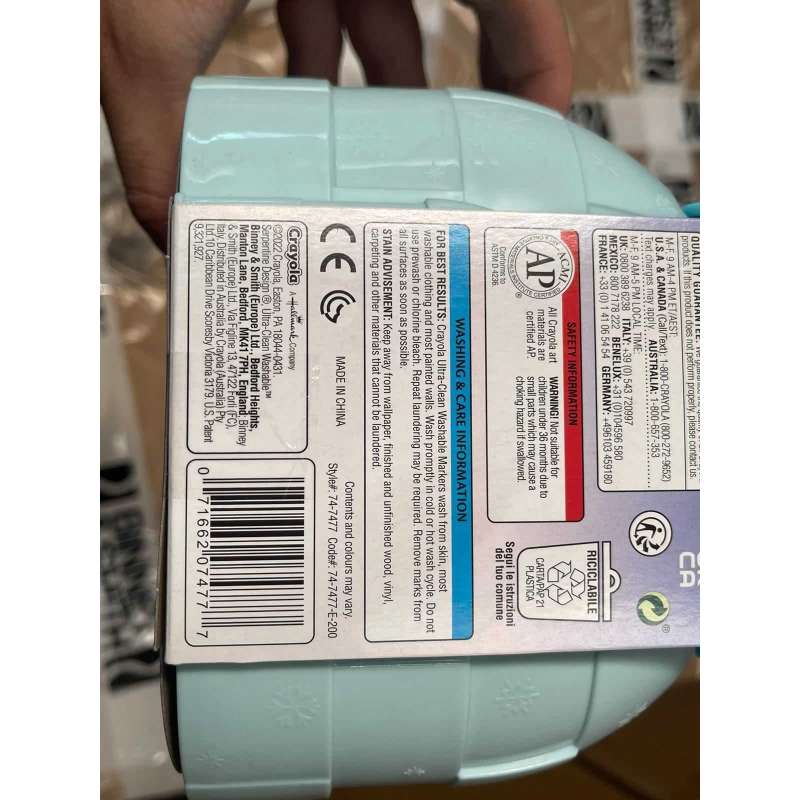 QUALITY GUARANTEE:
products. If this product does not perform properly, please contact us
M-F, 9 AM-4 PM ET/AEST:
U.S.A. & CANADA (Call/Text): 1-800-CRAYOLA (800-272-9652)
Text charges may apply. AUSTRALIA: 1-800-657-353
M-F, 9 AM-5 PM LOCAL TIME:
UK: 0800 389 6238 ITALY: +39 (0) 543 720997
MEXICO: 800 7178 222 BENELUX: +31 (0)104596 580
FRANCE: +33 (0) 1 41 06 54 54 GERMANY: +496103 459180
CA
SAFETY INFORMATION
ACMI
AP
Conforms to
ASTM D 4236
All Crayola art
materials are
certified AP.
WARNING! Not suitable for
children under 36 months due to
small parts which may cause a
choking hazard if swallowed.
RICICLABILE
CARTA/PAP 21
PLASTICA
Segui le istruzioni
del tuo comune
WASHING & CARE INFORMATION
FOR BEST RESULTS: Crayola Ultra-Clean Washable Markers wash from skin, most
washable clothing and most painted walls. Wash promptly in cold or hot wash cycle. Do not
use prewash or chlorine bleach. Repeat laundering may be required. Remove marks from
all surfaces as soon as possible.
STAIN ADVISEMENT: Keep away from wallpaper, finished and unfinished wood, vinyl,
carpeting and other materials that cannot be laundered.
CE
MADE IN CHINA
Contents and colours may vary.
Style#: 74-7477 Code#: 74-7477-E-200
Crayola
A Hallmark Company
©2022 Crayola, Easton, PA 18044-0431.
Serpentine Design ® Ultra-Clean Washable™
Binney & Smith (Europe) Ltd., Bedford Heights,
Manton Lane, Bedford, MK41 7PH, England, Binney
& Smith (Europe) Ltd, Via Figline 13, 47122 Forlì (FC),
Italy. Distributed in Australia by Crayola (Australia) Pty
Ltd, 10 Caribbean Drive Scoresby Victoria 3179. U.S. Patent
9,321,927.
0 71662 07477 7